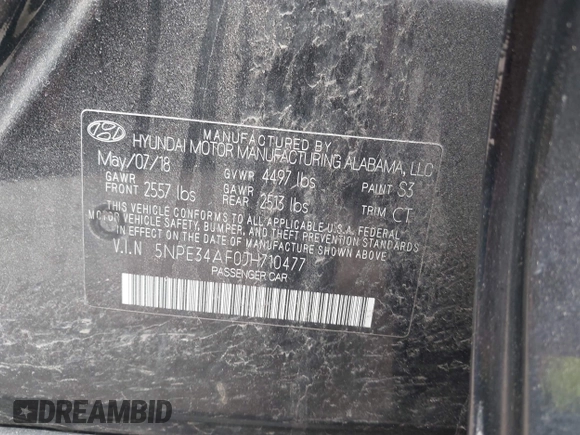 MANUFACTURED BY
HYUNDAI MOTOR MANUFACTURING ALABAMA, LLC
May/07/18 GVWR 4497 lbs PAINT S3
GAWR FRONT 2557 lbs GAWR REAR 2513 lbs TRIM CT
THIS VEHICLE CONFORMS TO ALL APPLICABLE U.S.A. FEDERAL
MOTOR VEHICLE SAFETY, BUMPER, AND THEFT PREVENTION STANDARDS
IN EFFECT ON THE DATE OF MANUFACTURE SHOWN ABOVE.
V.I.N 5NPE34AF0JH710477
PASSENGER CAR
DREAMBID